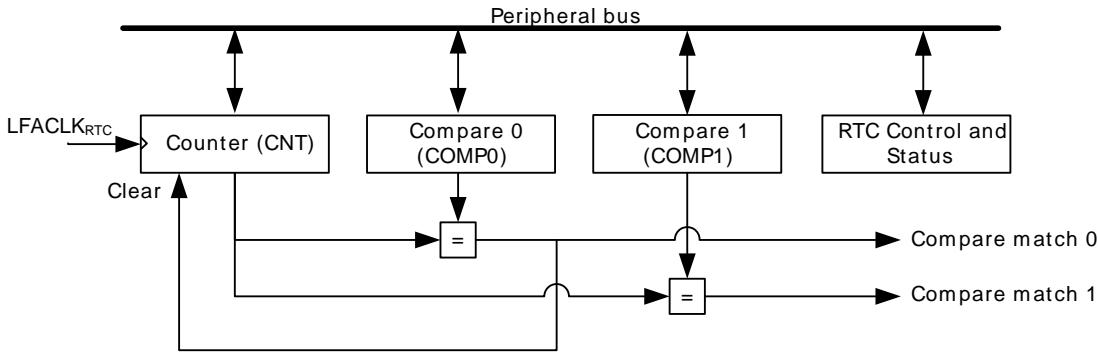 Peripheral bus
LFACLKRTC
Counter (CNT)
Compare 0
(COMP0)
Compare 1
(COMP1)
RTC Control and
Status
Clear
=
Compare match 0
=
Compare match 1